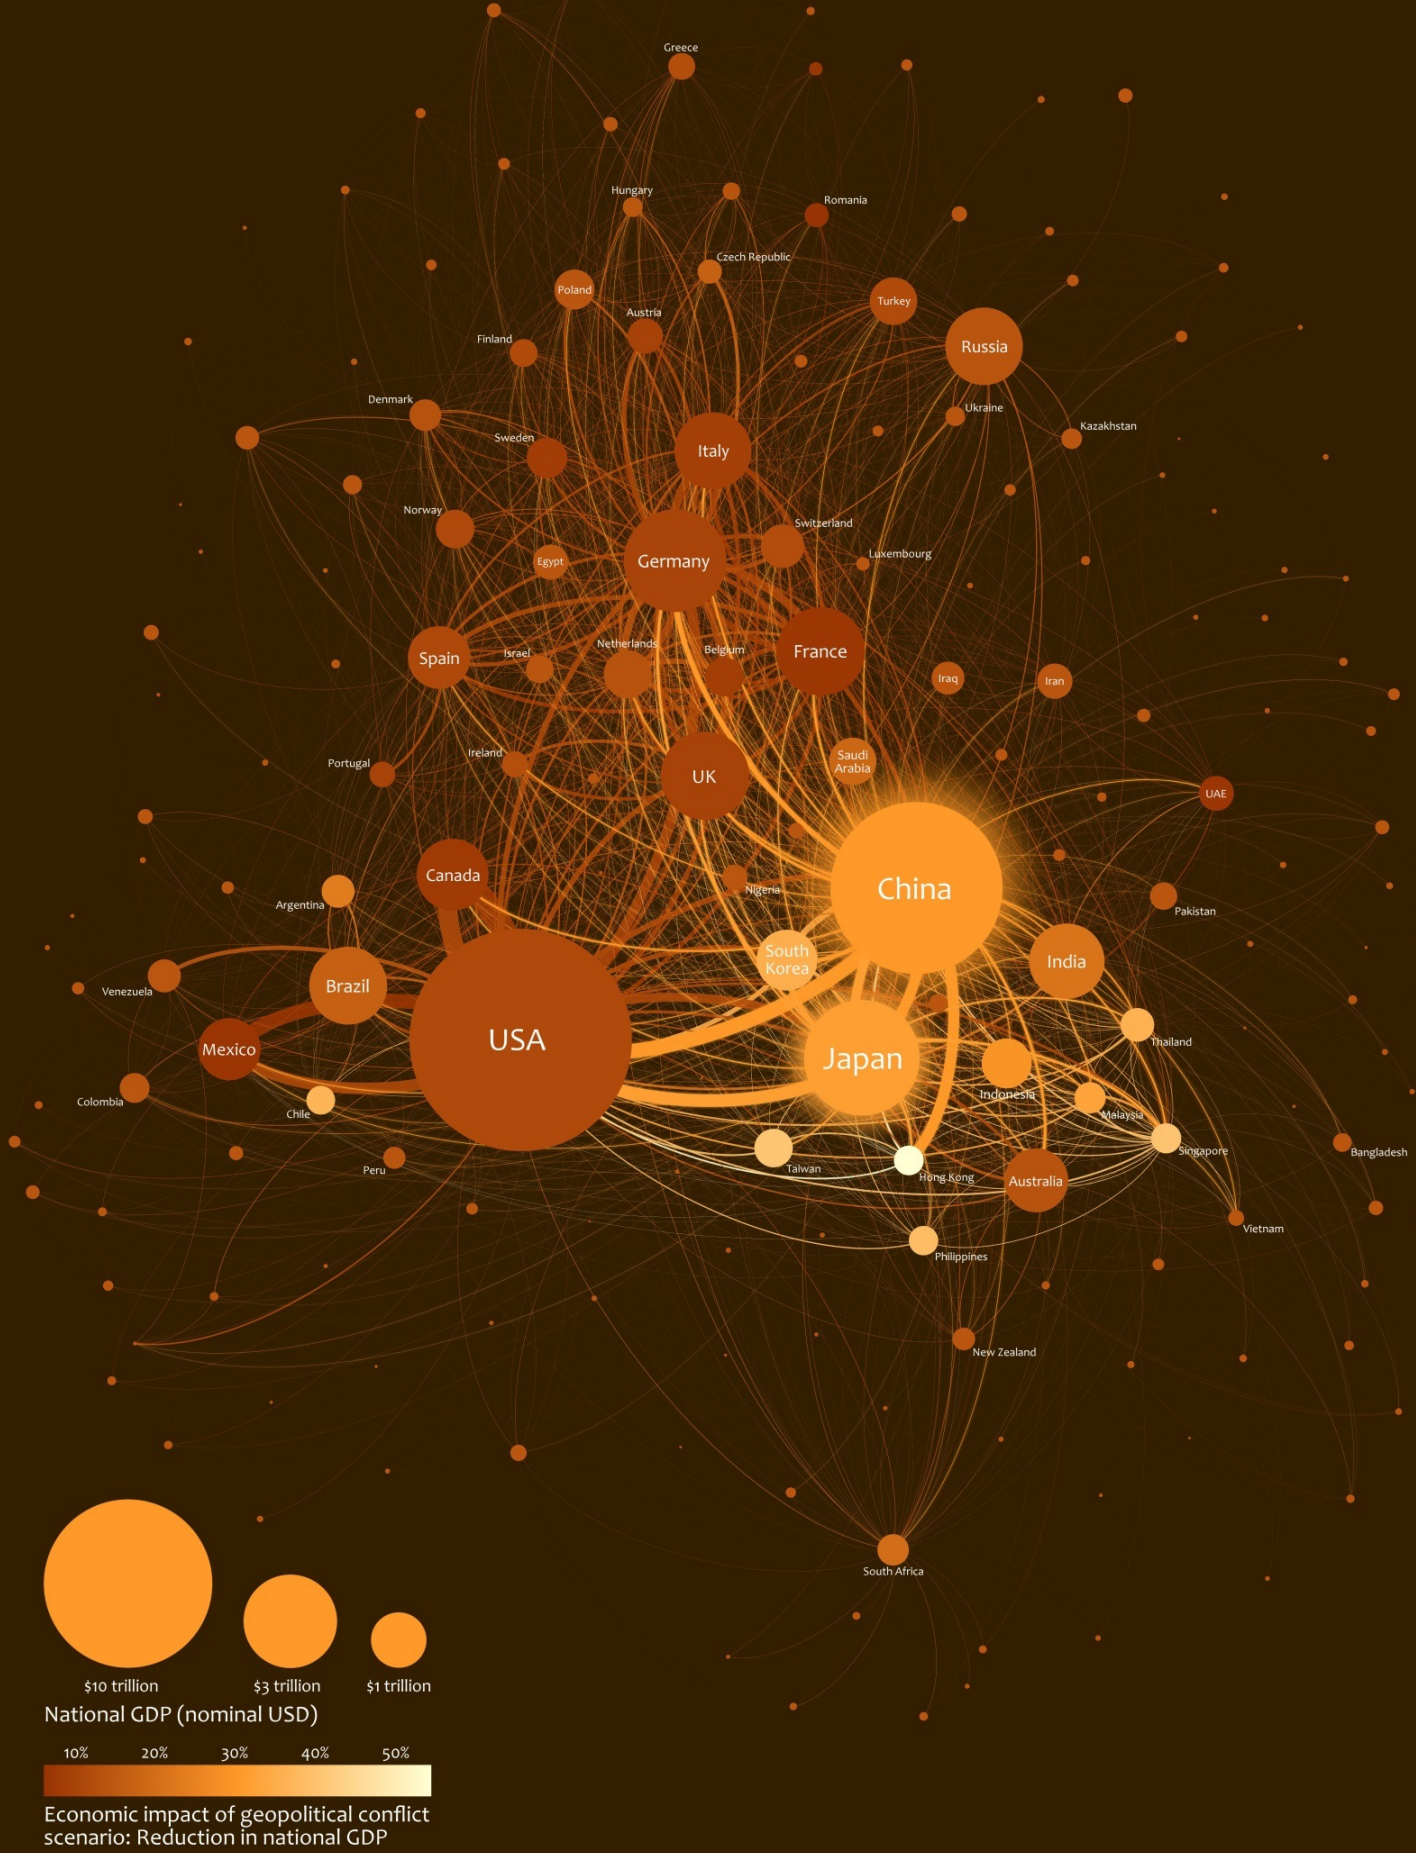 Greece
Hungary
Romania
Czech Republic
Poland
Turkey
Austria
Finland
Russia
Denmark
Ukraine
Kazakhstan
Sweden
Italy
Norway
Switzerland
Luxembourg
Egypt
Germany
Netherlands
Belgium
France
Israel
Spain
Iraq
Iran
Ireland
Portugal
Saudi
Arabia
UK
UAE
Canada
Nigeria
China
Argentina
Pakistan
South
Korea
India
Brazil
Venezuela
Thailand
USA
Mexico
Japan
Indonesia
Colombia
Chile
Malaysia
Singapore
Bangladesh
Peru
Taiwan
Hong Kong
Australia
Vietnam
Philippines
New Zealand
South Africa
$10 trillion
$3 trillion
$1 trillion
National GDP (nominal USD)
10%
20%
30%
40%
50%
Economic impact of geopolitical conflict
scenario: Reduction in national GDP